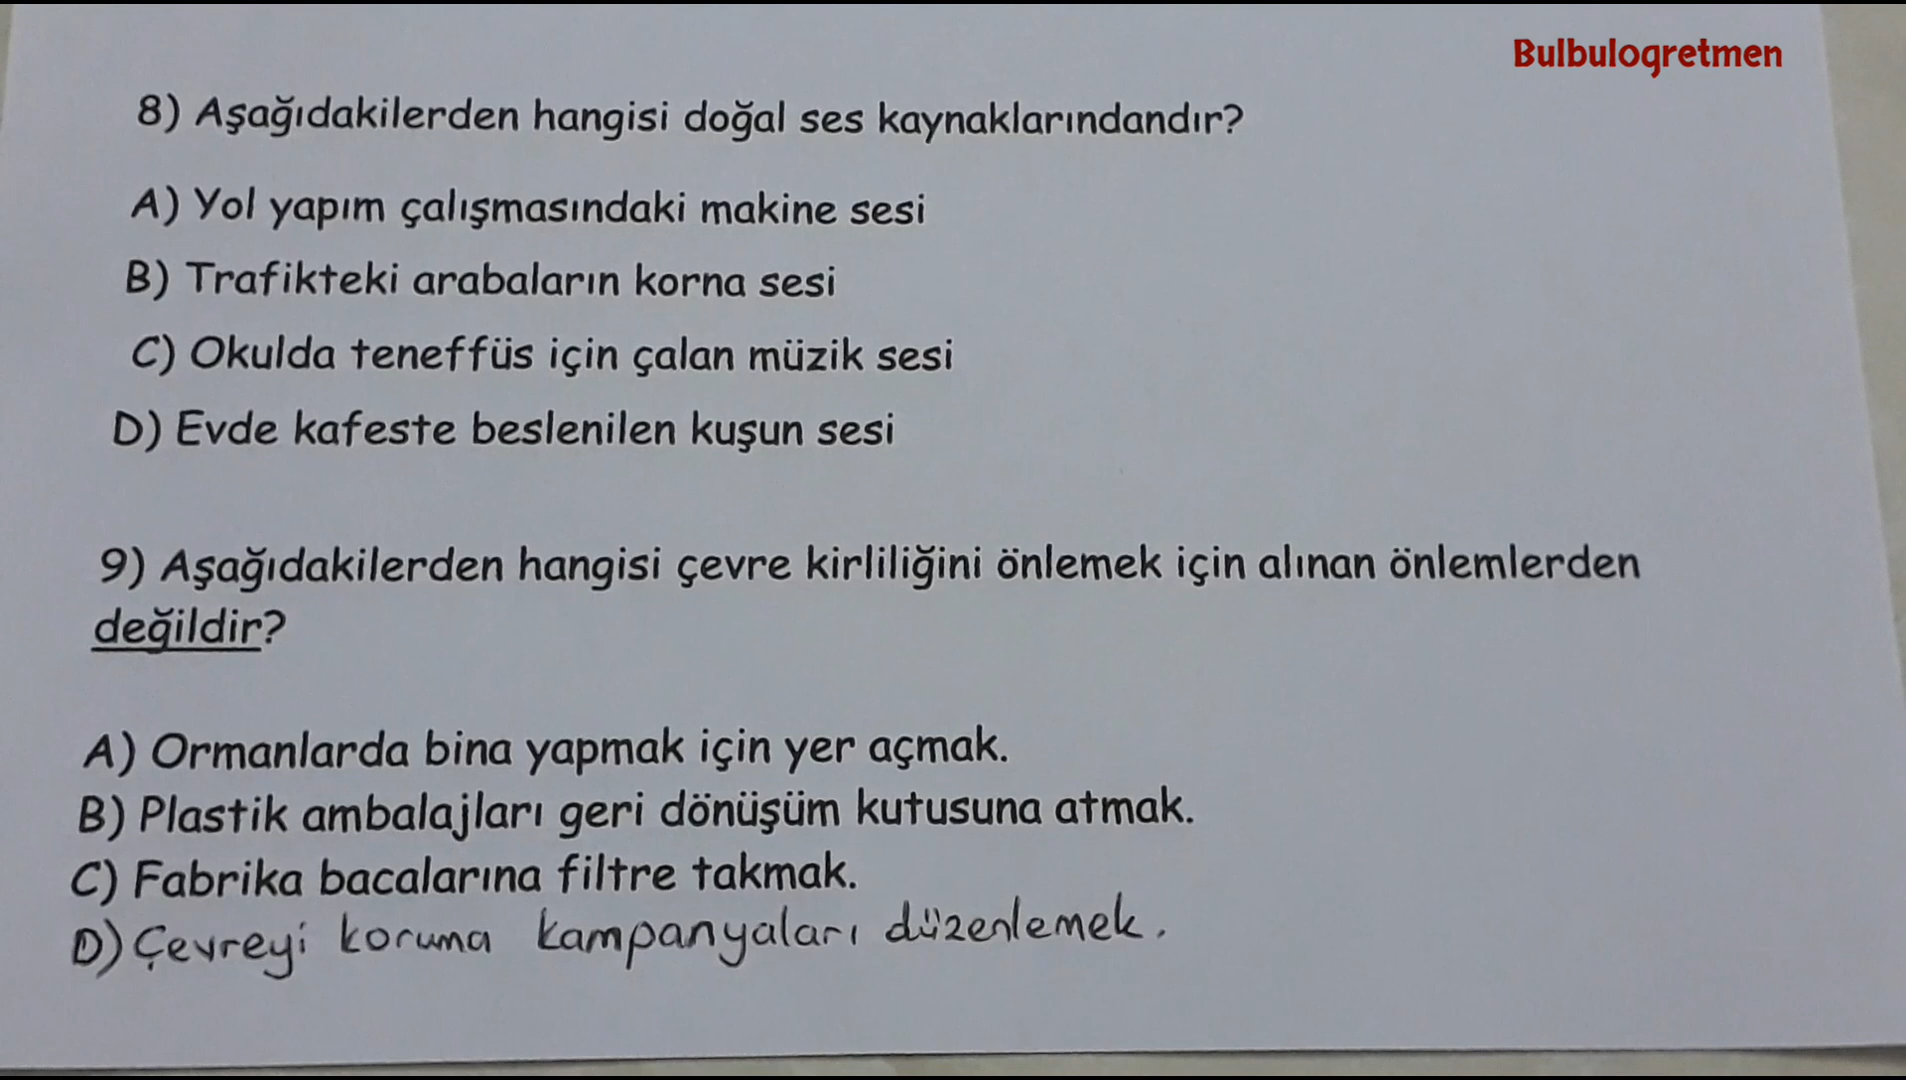 Bulbulogretmen
8) Aşağıdakilerden hangisi doğal ses kaynaklarındandır?
A) Yol yapım çalışmasındaki makine sesi
B) Trafikteki arabaların korna sesi
C) Okulda teneffüs için çalan müzik sesi
D) Evde kafeste beslenilen kuşun sesi
9) Aşağıdakilerden hangisi çevre kirliliğini önlemek için alınan önlemlerden
değildir?
A) Ormanlarda bina yapmak için yer açmak.
B) Plastik ambalajları geri dönüşüm kutusuna atmak.
C) Fabrika bacalarına filtre takmak.
D) Çevreyi koruma kampanyaları düzenlemek.